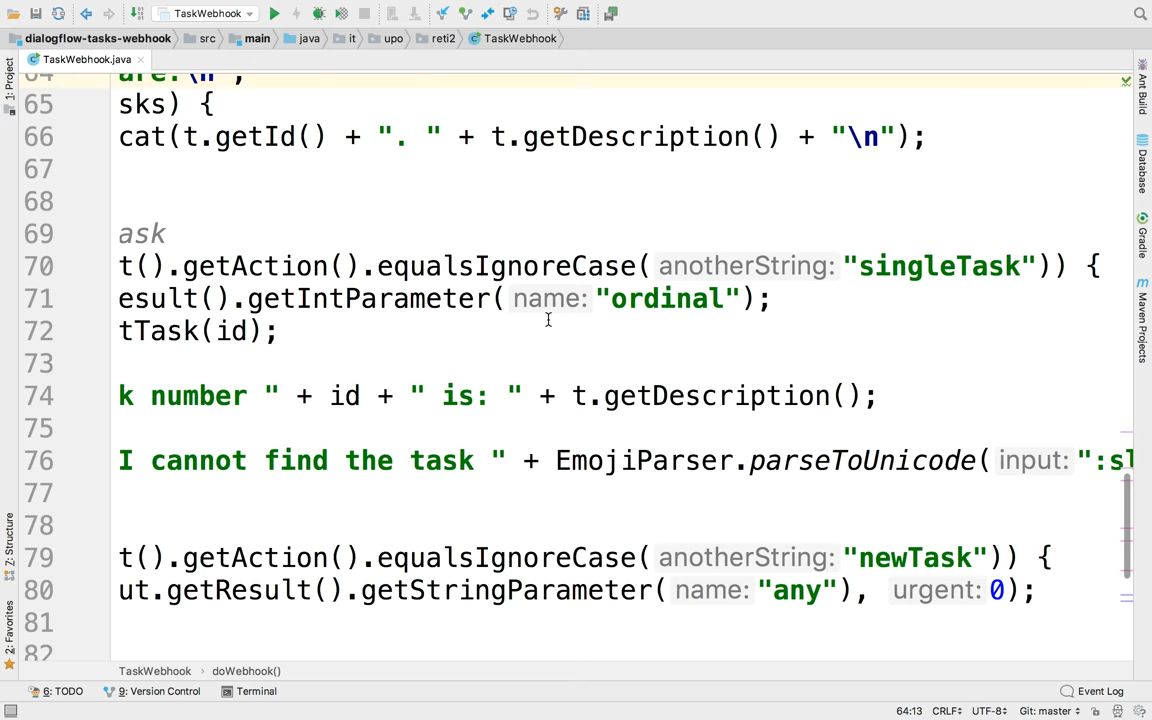 TaskWebhook
dialogflow-tasks-webhook src main java it upo reti2 TaskWebhook
TaskWebhook.java
64 are:\n";
65 sks) {
66 cat(t.getId() + ". " + t.getDescription() + "\n");
67
68
69 ask
70 t().getAction().equalsIgnoreCase( anotherString: "singleTask")) {
71 esult().getIntParameter( name: "ordinal");
72 tTask(id);
73
74 k number " + id + " is: " + t.getDescription();
75
76 I cannot find the task " + EmojiParser.parseToUnicode( input: ":sl
77
78
79 t().getAction().equalsIgnoreCase( anotherString: "newTask")) {
80 ut.getResult().getStringParameter( name: "any"), urgent: 0);
81
82
TaskWebhook › doWebhook()
6: TODO 9: Version Control Terminal Event Log
64:13 CRLF UTF-8 Git: master
1: Project
Z: Structure
2: Favorites
Ant Build
Database
Gradle
Maven Projects